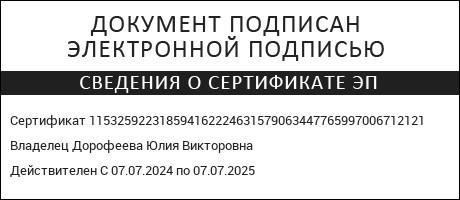 ДОКУМЕНТ ПОДПИСАН
ЭЛЕКТРОННОЙ ПОДПИСЬЮ
СВЕДЕНИЯ О СЕРТИФИКАТЕ ЭП
Сертификат 115325922318594162224631579063447765997006712121
Владелец Дорофеева Юлия Викторовна
Действителен С 07.07.2024 по 07.07.2025